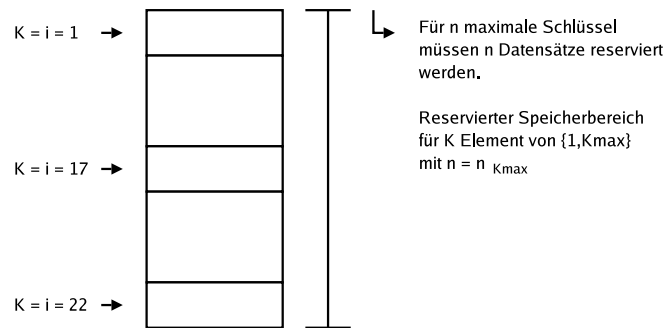 K = i = 1
Für n maximale Schlüssel
müssen n Datensätze reserviert
werden.
Reservierter Speicherbereich
für K Element von {1,Kmax}
mit n = n Kmax
K = i = 17
K = i = 22